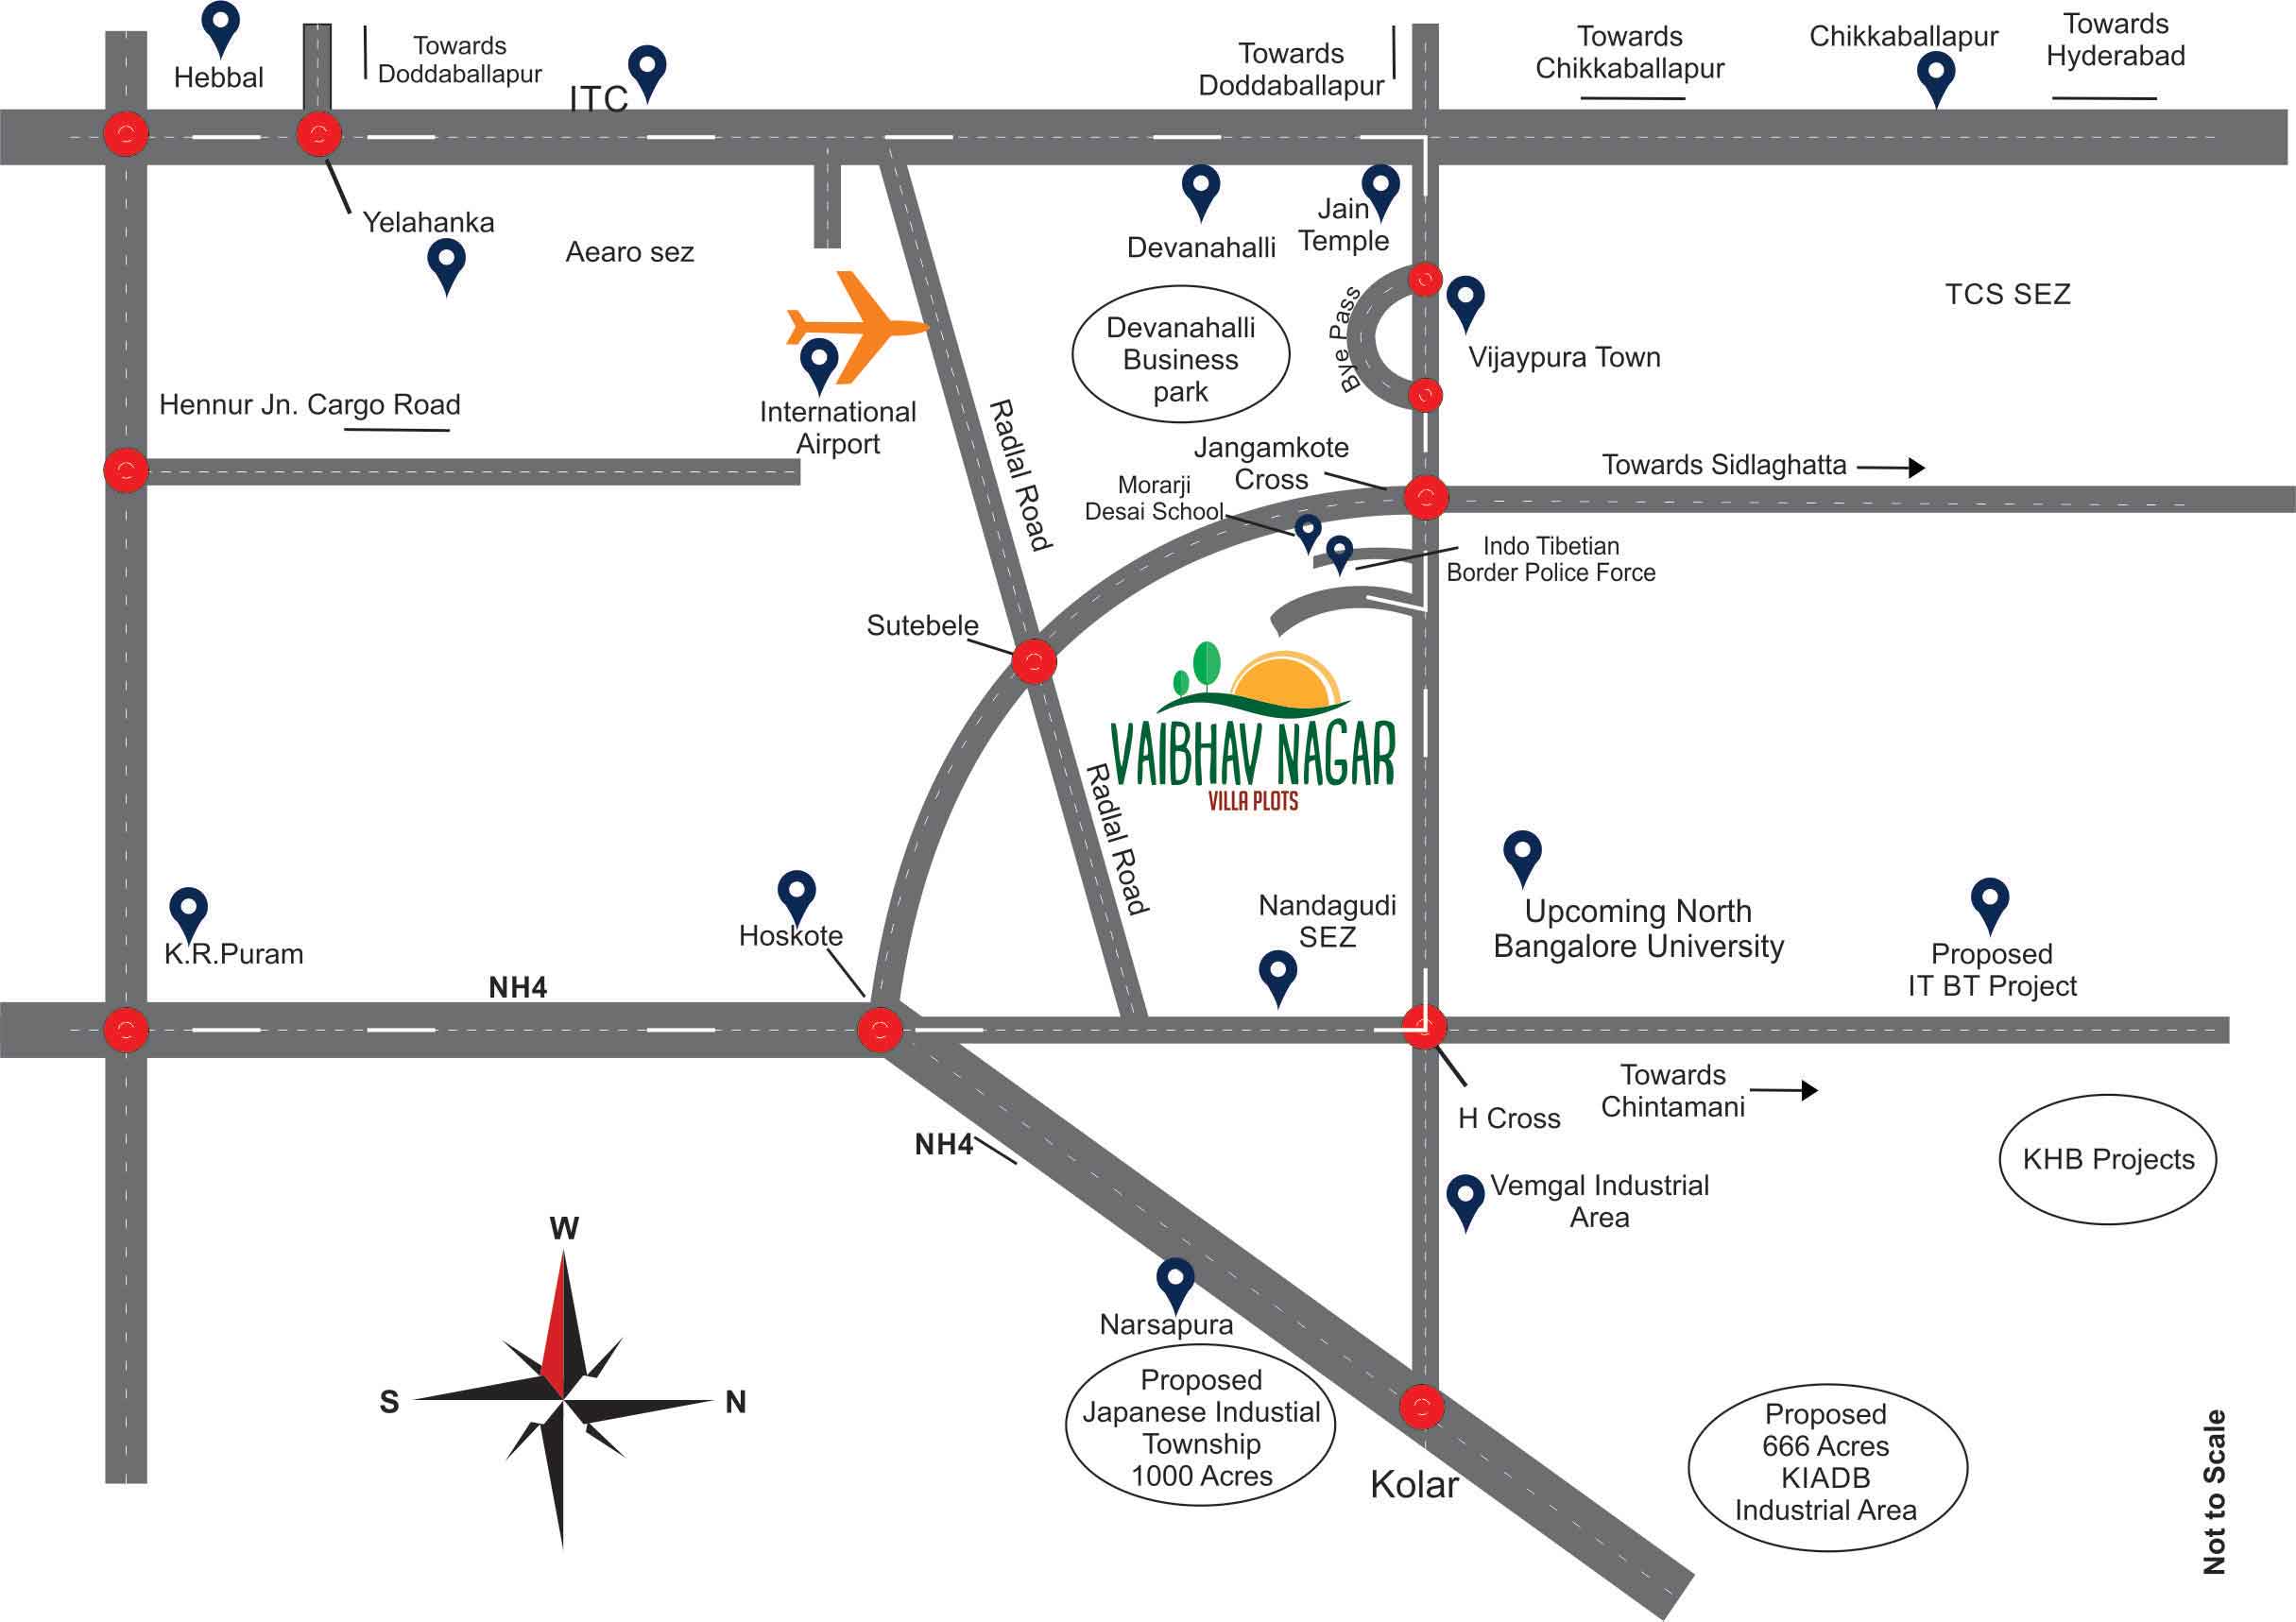 Hebbal
Towards
Doddaballapur
ITC
Towards
Doddaballapur
Towards
Chikkaballapur
Chikkaballapur
Towards
Hyderabad
Yelahanka
Aearo sez
Devanahalli
Jain
Temple
TCS SEZ
Devanahalli
Business
park
Bye Pass
Vijaypura Town
Hennur Jn. Cargo Road
International
Airport
Radlal Road
Jangamkote
Cross
Towards Sidlaghatta
Morarji
Desai School
Indo Tibetian
Border Police Force
Sutebele
VAIBHAV NAGAR
VILLA PLOTS
Radlal Road
K.R.Puram
Hoskote
Nandagudi
SEZ
Upcoming North
Bangalore University
Proposed
IT BT Project
NH4
Towards
Chintamani
H Cross
NH4
KHB Projects
Vemgal Industrial
Area
W
S
N
Narsapura
Proposed
Japanese Industial
Township
1000 Acres
Kolar
Proposed
666 Acres
KIADB
Industrial Area
Not to Scale